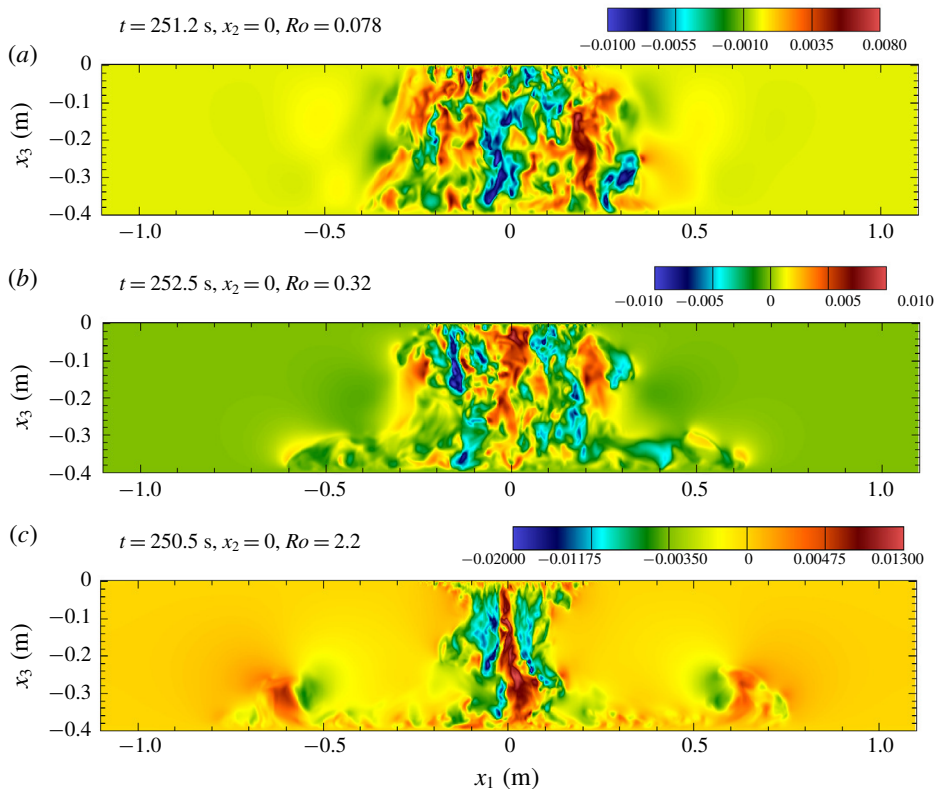 t = 251.2 s, x₂ = 0, Ro = 0.078
−0.0100 −0.0055 −0.0010 0.0035 0.0080
(a)
0
−0.1
−0.2
−0.3
−0.4
x₃ (m)
−1.0 −0.5 0 0.5 1.0
(b)
t = 252.5 s, x₂ = 0, Ro = 0.32
−0.010 −0.005 0 0.005 0.010
0
−0.1
−0.2
−0.3
−0.4
x₃ (m)
−1.0 −0.5 0 0.5 1.0
(c)
t = 250.5 s, x₂ = 0, Ro = 2.2
−0.02000 −0.01175 −0.00350 0 0.00475 0.01300
0
−0.1
−0.2
−0.3
−0.4
x₃ (m)
−1.0 −0.5 0 0.5 1.0
x₁ (m)